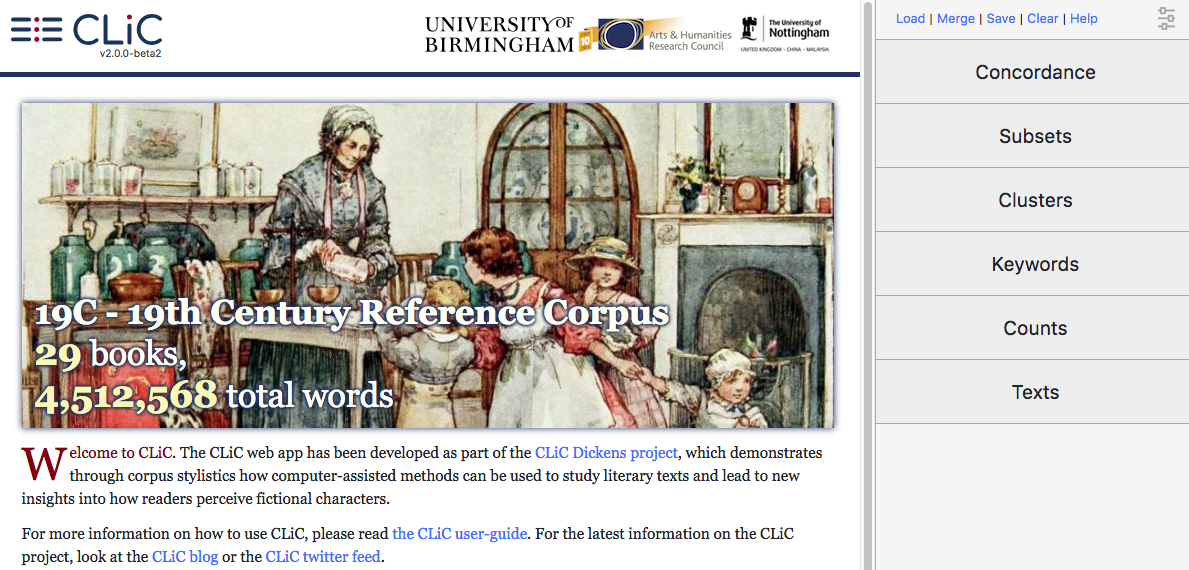 CLiC
v2.0.0-beta2
UNIVERSITY OF
BIRMINGHAM
Arts & Humanities
Research Council
The University of
Nottingham
UNITED KINGDOM · CHINA · MALAYSIA
19C - 19th Century Reference Corpus
29 books,
4,512,568 total words
Welcome to CLiC. The CLiC web app has been developed as part of the CLiC Dickens project, which demonstrates
through corpus stylistics how computer-assisted methods can be used to study literary texts and lead to new
insights into how readers perceive fictional characters.
For more information on how to use CLiC, please read the CLiC user-guide. For the latest information on the CLiC
project, look at the CLiC blog or the CLiC twitter feed.
Load | Merge | Save | Clear | Help
Concordance
Subsets
Clusters
Keywords
Counts
Texts